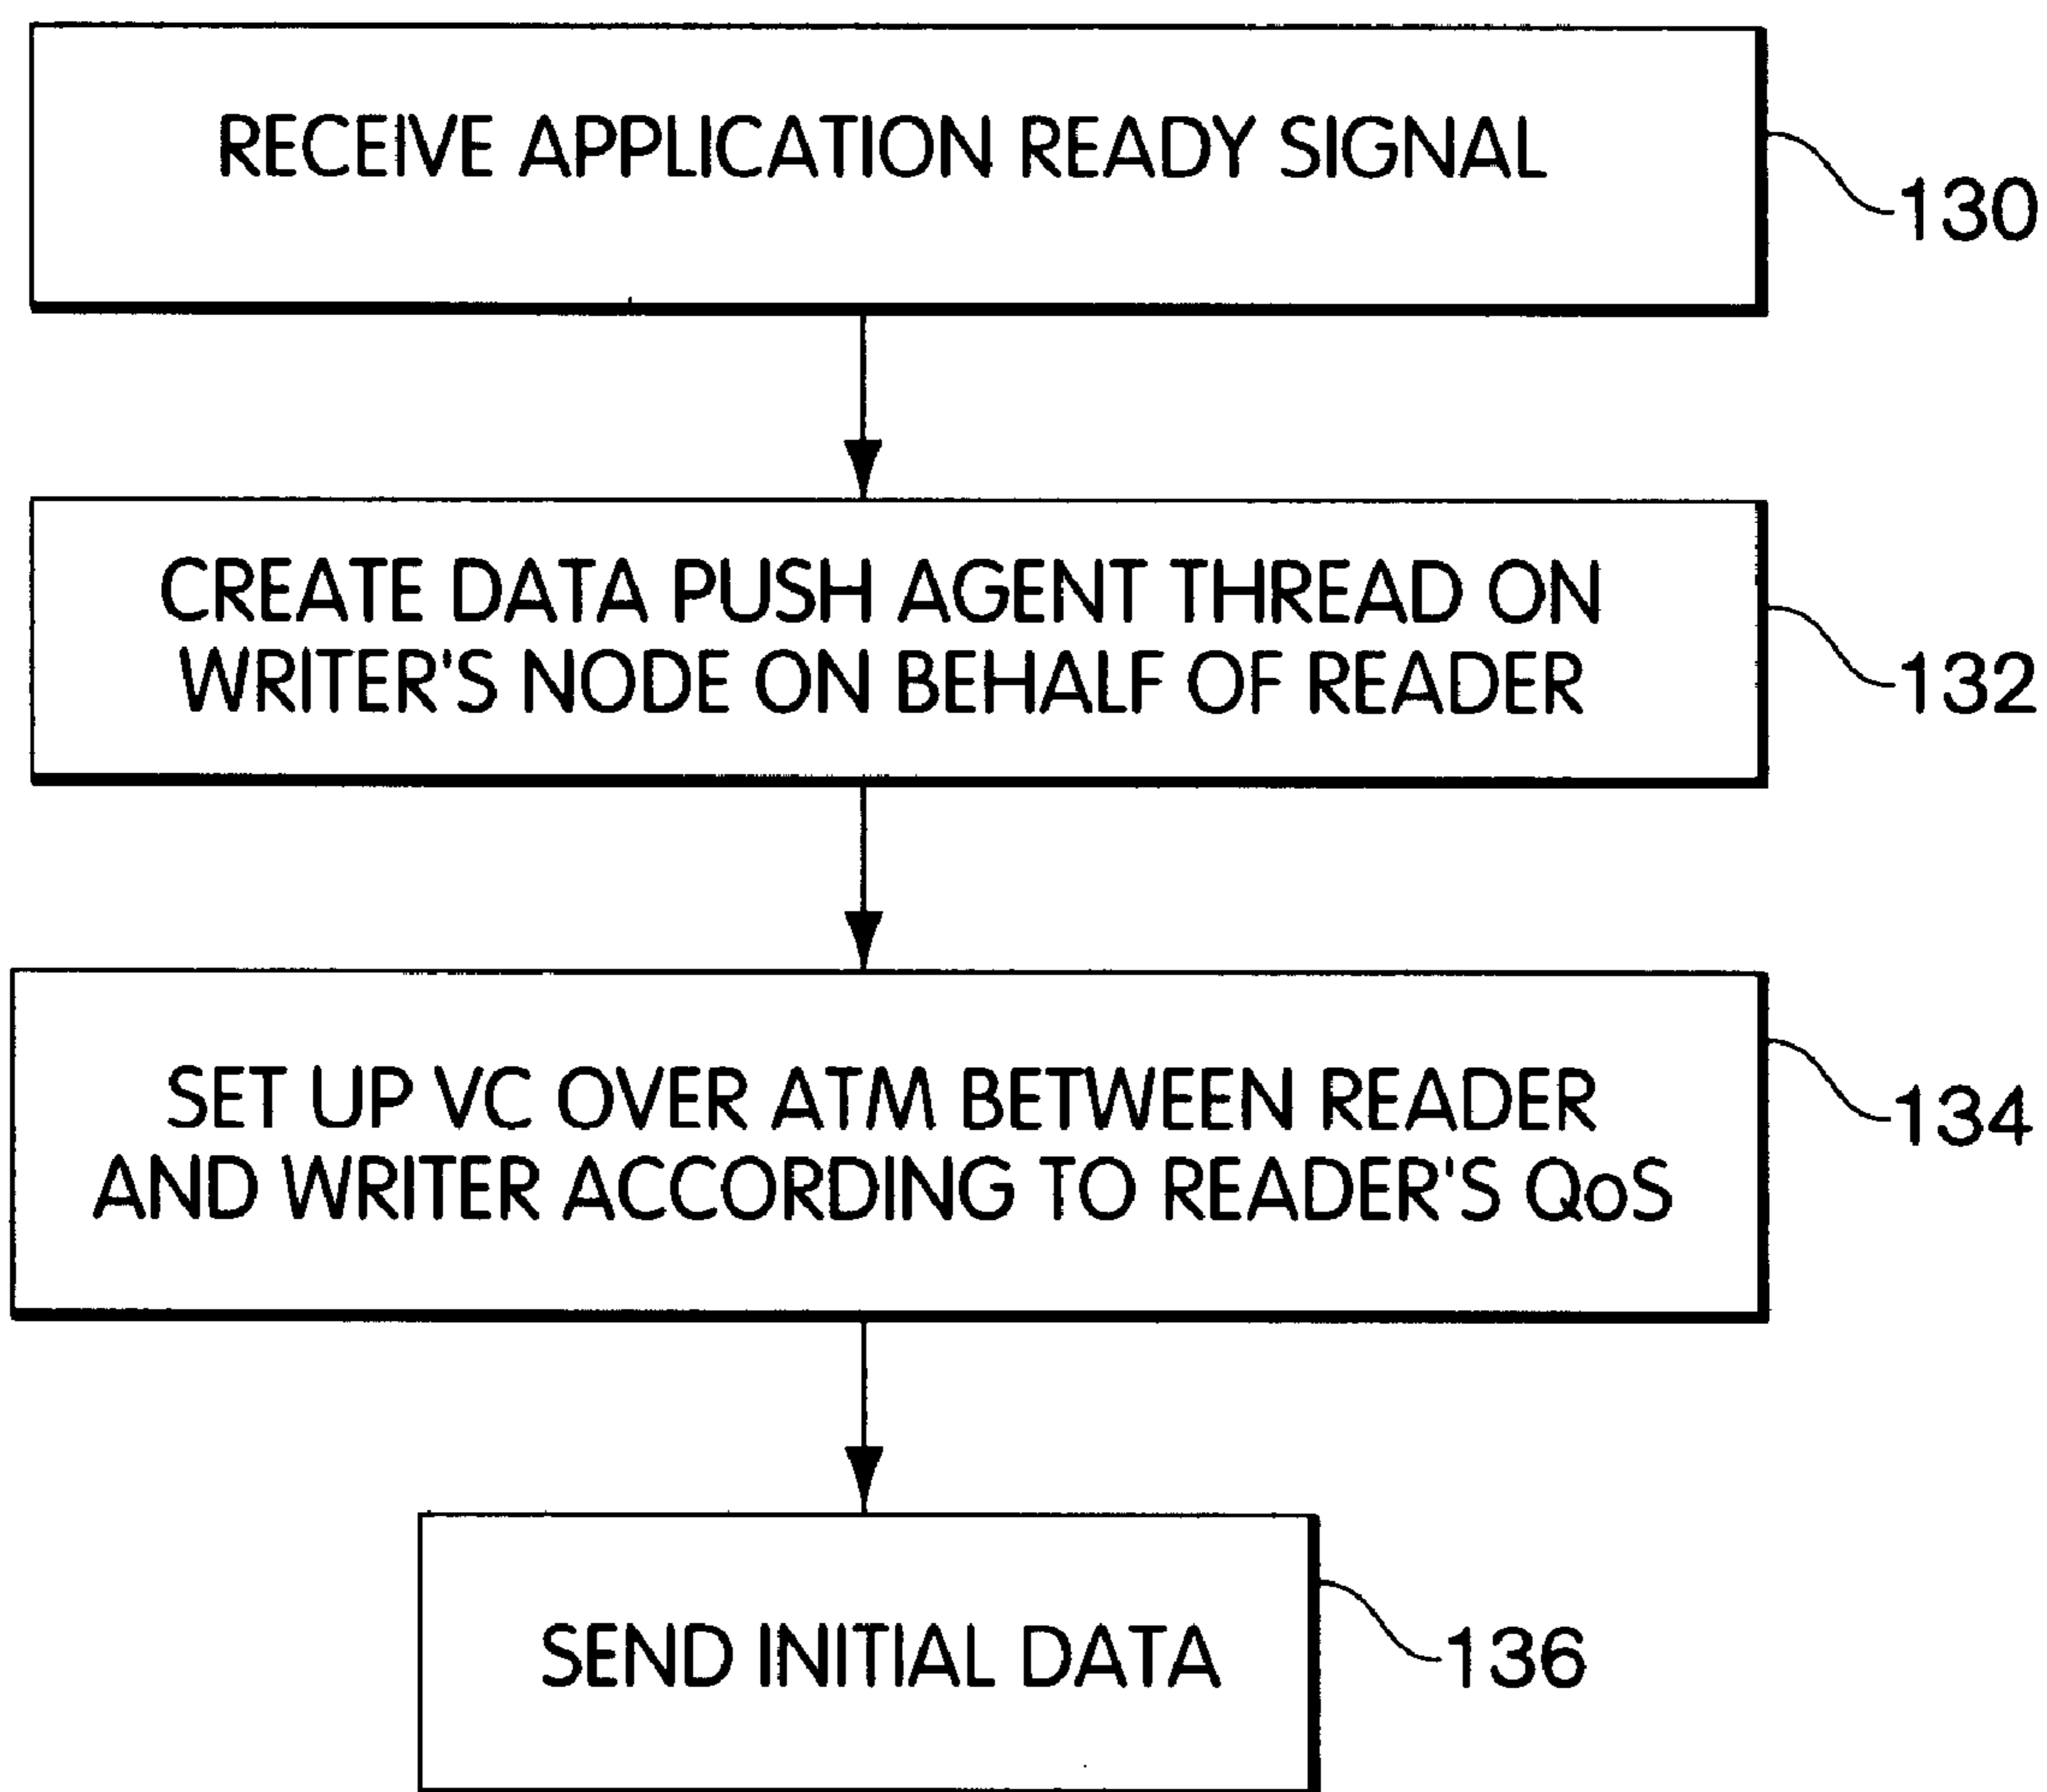 RECEIVE APPLICATION READY SIGNAL
130
CREATE DATA PUSH AGENT THREAD ON
WRITER'S NODE ON BEHALF OF READER
132
SET UP VC OVER ATM BETWEEN READER
AND WRITER ACCORDING TO READER'S QoS
134
SEND INITIAL DATA
136